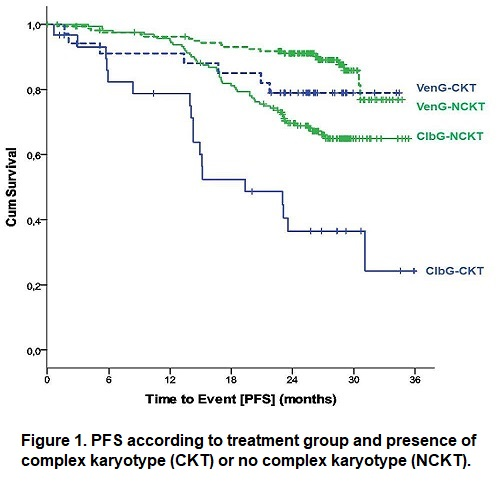 1,0
0,8
0,6
0,4
0,2
0,0
Cum Survival
VenG-CKT
VenG-NCKT
ClbG-NCKT
ClbG-CKT
0 6 12 18 24 30 36
Time to Event [PFS] (months)
Figure 1. PFS according to treatment group and presence of
complex karyotype (CKT) or no complex karyotype (NCKT).